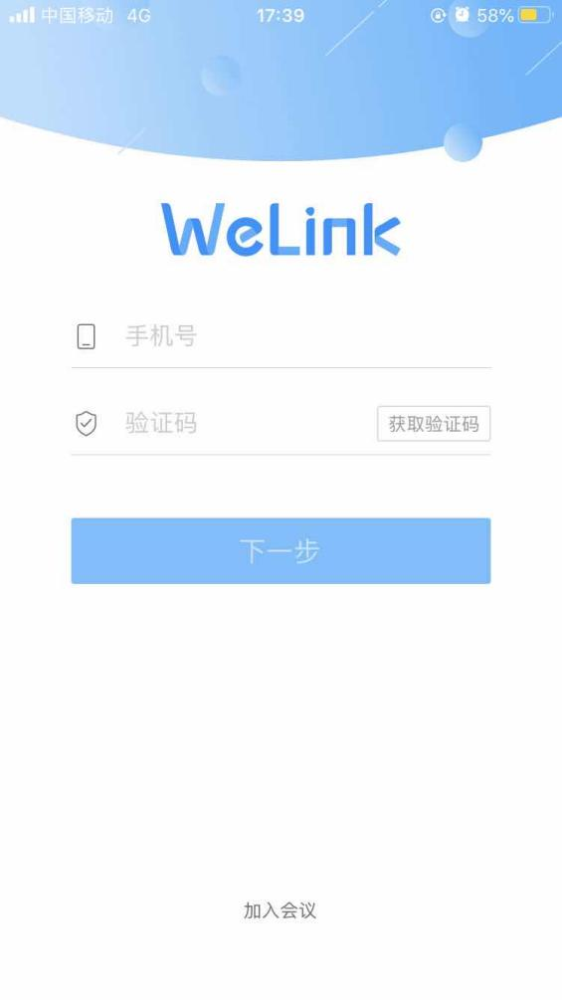 中国移动 4G 17:39 58%
WeLink
手机号
验证码 获取验证码
下一步
加入会议